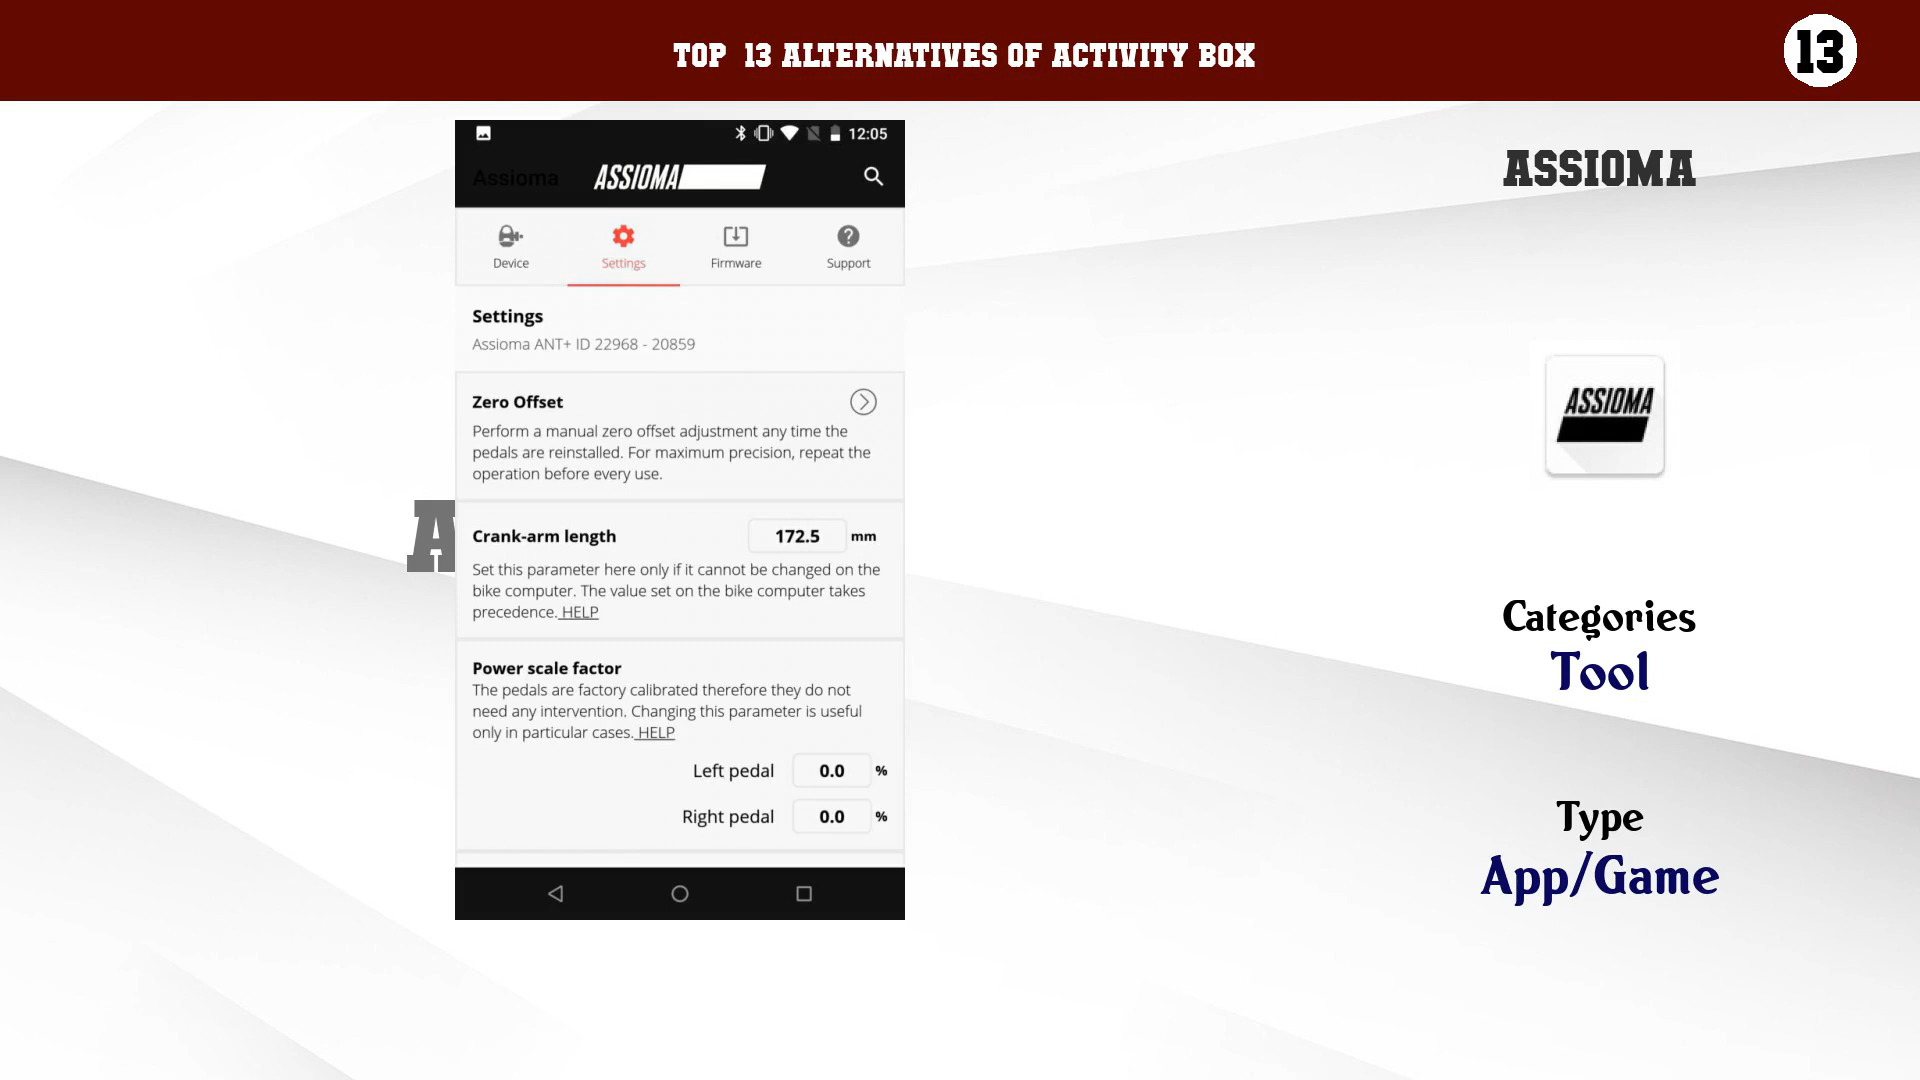 TOP 13 ALTERNATIVES OF ACTIVITY BOX
13
12:05
Assioma
ASSIOMA
Device
Settings
Firmware
Support
Settings
Assioma ANT+ ID 22968 - 20859
Zero Offset
Perform a manual zero offset adjustment any time the
pedals are reinstalled. For maximum precision, repeat the
operation before every use.
Crank-arm length
172.5 mm
Set this parameter here only if it cannot be changed on the
bike computer. The value set on the bike computer takes
precedence. HELP
Power scale factor
The pedals are factory calibrated therefore they do not
need any intervention. Changing this parameter is useful
only in particular cases. HELP
Left pedal 0.0 %
Right pedal 0.0 %
A
ASSIOMA
ASSIOMA
Categories
Tool
Type
App/Game